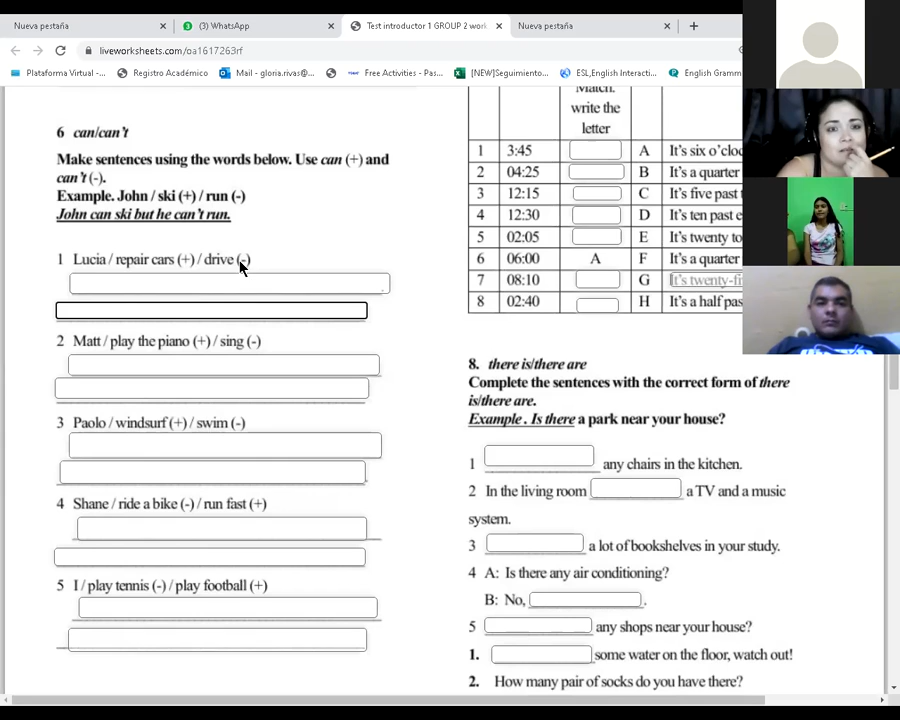 Nueva pestaña
(3) WhatsApp
Test introductor 1 GROUP 2 work
Nueva pestaña
liveworksheets.com/oa1617263rf
Plataforma Virtual -...
Registro Académico
Mail - gloria.rivas@...
Free Activities - Pas...
[NEW]Seguimiento...
ESL,English Interacti...
English Gramm
6 can/can't
Make sentences using the words below. Use can (+) and
can't (-).
Example. John / ski (+) / run (-)
John can ski but he can't run.
1 Lucia / repair cars (+) / drive (-)
2 Matt / play the piano (+) / sing (-)
3 Paolo / windsurf (+) / swim (-)
4 Shane / ride a bike (-) / run fast (+)
5 I / play tennis (-) / play football (+)
Match.
write the
letter
1 3:45 A It's six o'cloc
2 04:25 B It's a quarter
3 12:15 C It's five past
4 12:30 D It's ten past e
5 02:05 E It's twenty to
6 06:00 A F It's a quarter
7 08:10 G It's twenty-fi
8 02:40 H It's a half pas
8. there is/there are
Complete the sentences with the correct form of there
is/there are.
Example . Is there a park near your house?
1 any chairs in the kitchen.
2 In the living room a TV and a music
system.
3 a lot of bookshelves in your study.
4 A: Is there any air conditioning?
B: No, .
5 any shops near your house?
1. some water on the floor, watch out!
2. How many pair of socks do you have there?